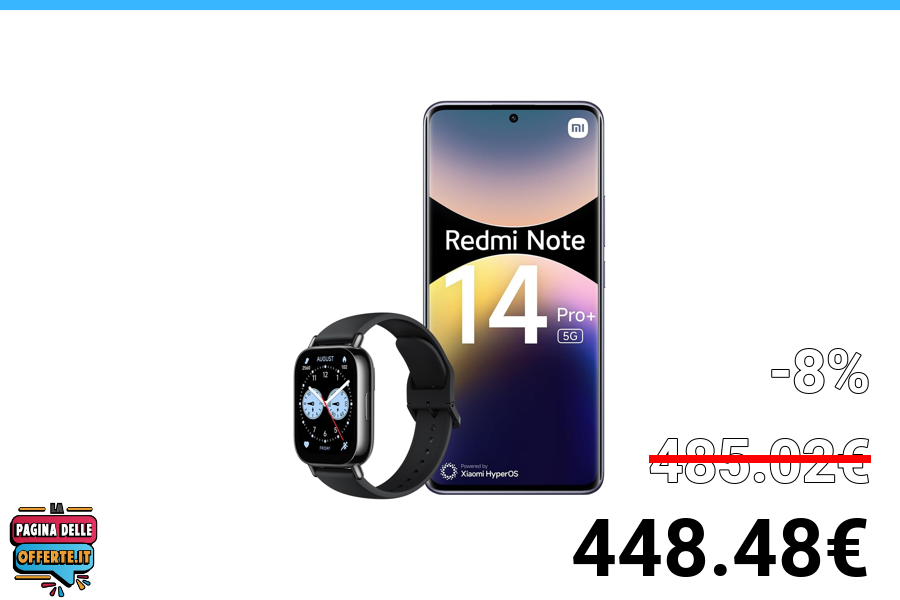 Redmi Note
14
Pro+
5G
AUGUST
FRIDAY
Powered by
Xiaomi HyperOS
-8%
485.02€
448.48€
LA
PAGINA DELLE
OFFERTE.IT